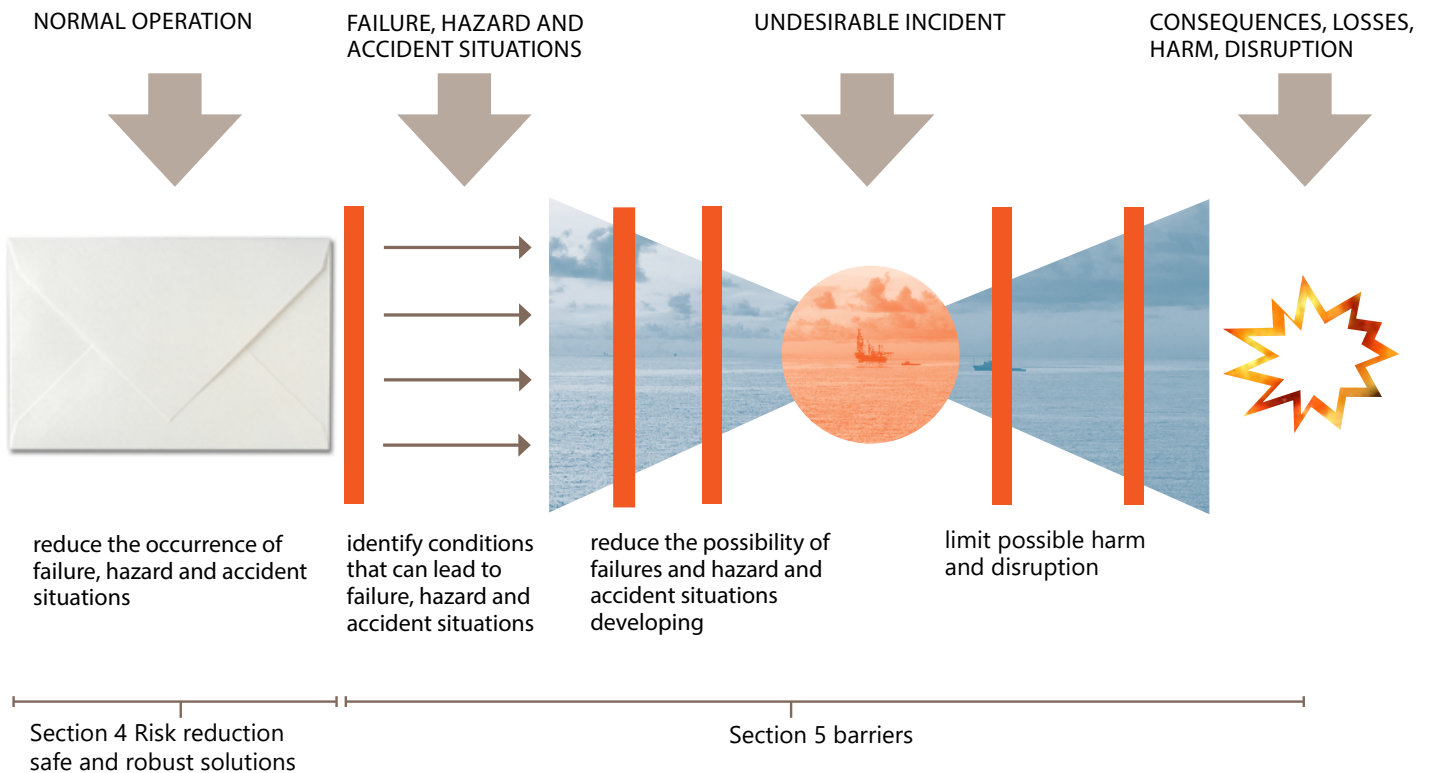 NORMAL OPERATION
FAILURE, HAZARD AND
ACCIDENT SITUATIONS
UNDESIRABLE INCIDENT
CONSEQUENCES, LOSSES,
HARM, DISRUPTION
reduce the occurrence of
failure, hazard and accident
situations
identify conditions
that can lead to
failure, hazard and
accident situations
reduce the possibility of
failures and hazard and
accident situations
developing
limit possible harm
and disruption
Section 4 Risk reduction
safe and robust solutions
Section 5 barriers